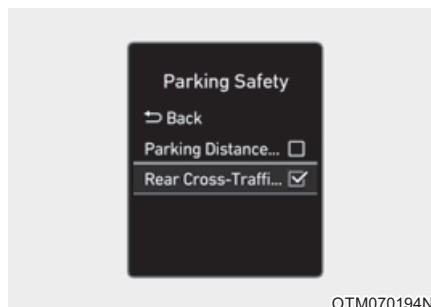 Parking Safety
Back
Parking Distance...
Rear Cross-Traffi...
OTM070194N